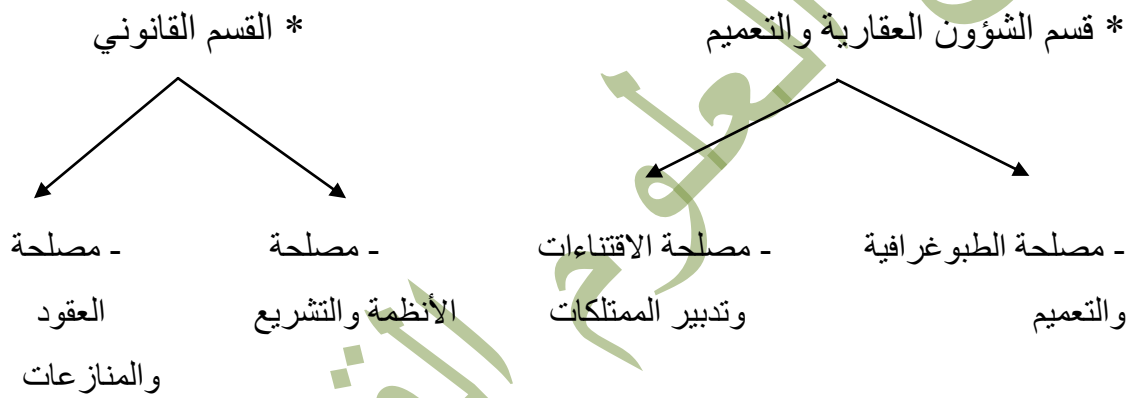 * قسم الشؤون العقارية والتعميم
* القسم القانوني
- مصلحة الطبوغرافية
والتعميم
- مصلحة الاقتناءات
وتدبير الممتلكات
- مصلحة
الأنظمة والتشريع
- مصلحة
العقود
والمنازعات